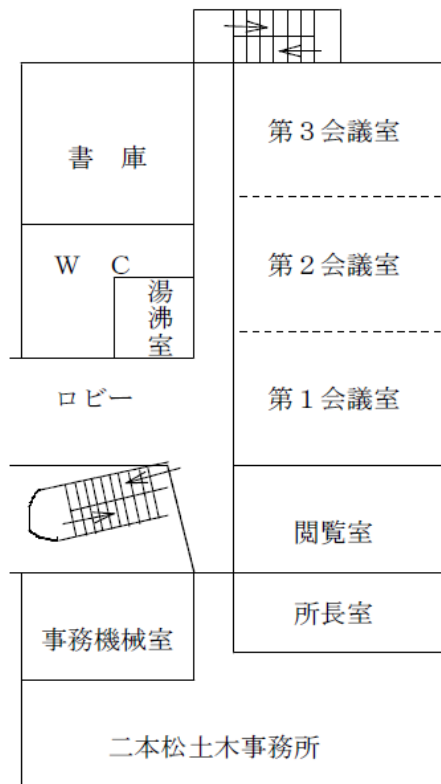 第３会議室
書　庫
第２会議室
Ｗ　Ｃ
湯沸室
ロビー
第１会議室
閲覧室
所長室
事務機械室
二本松土木事務所